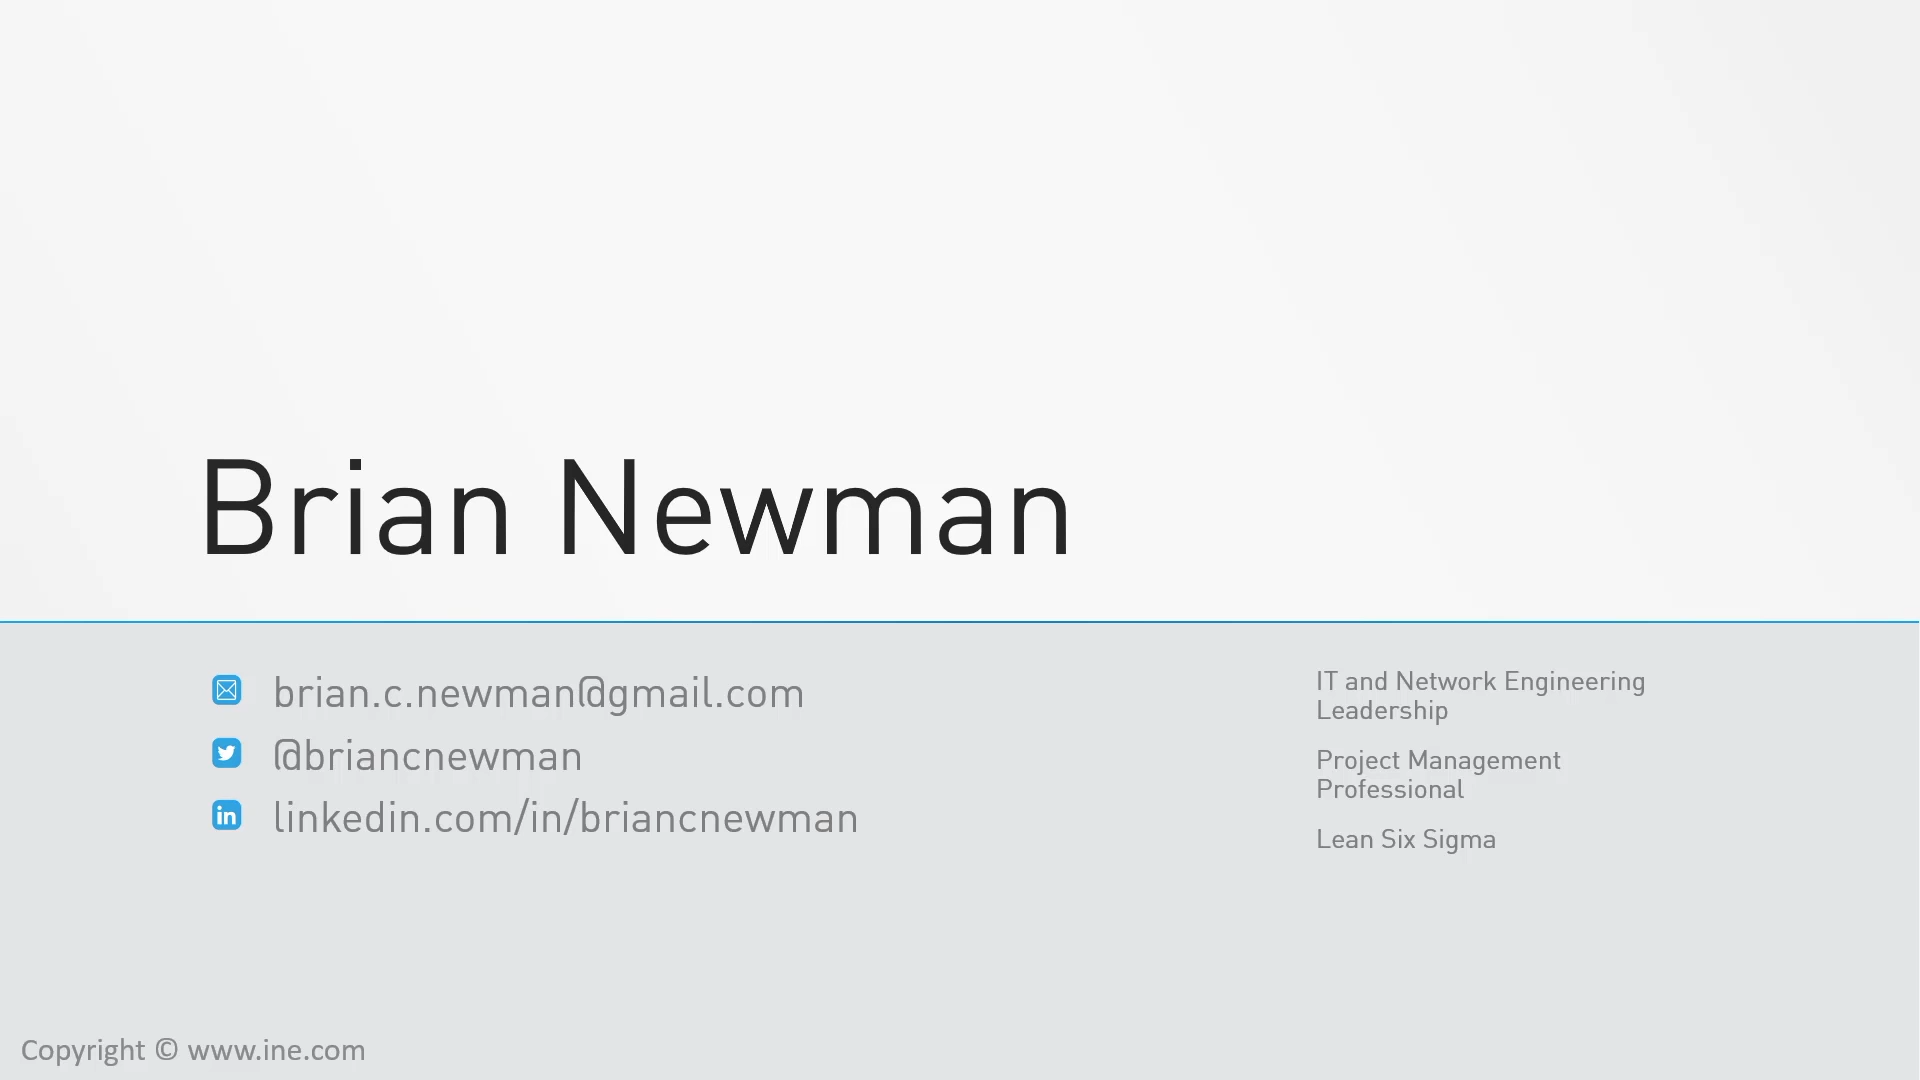 Brian Newman
brian.c.newman@gmail.com
@briancnewman
in linkedin.com/in/briancnewman
IT and Network Engineering
Leadership
Project Management
Professional
Lean Six Sigma
Copyright © www.ine.com